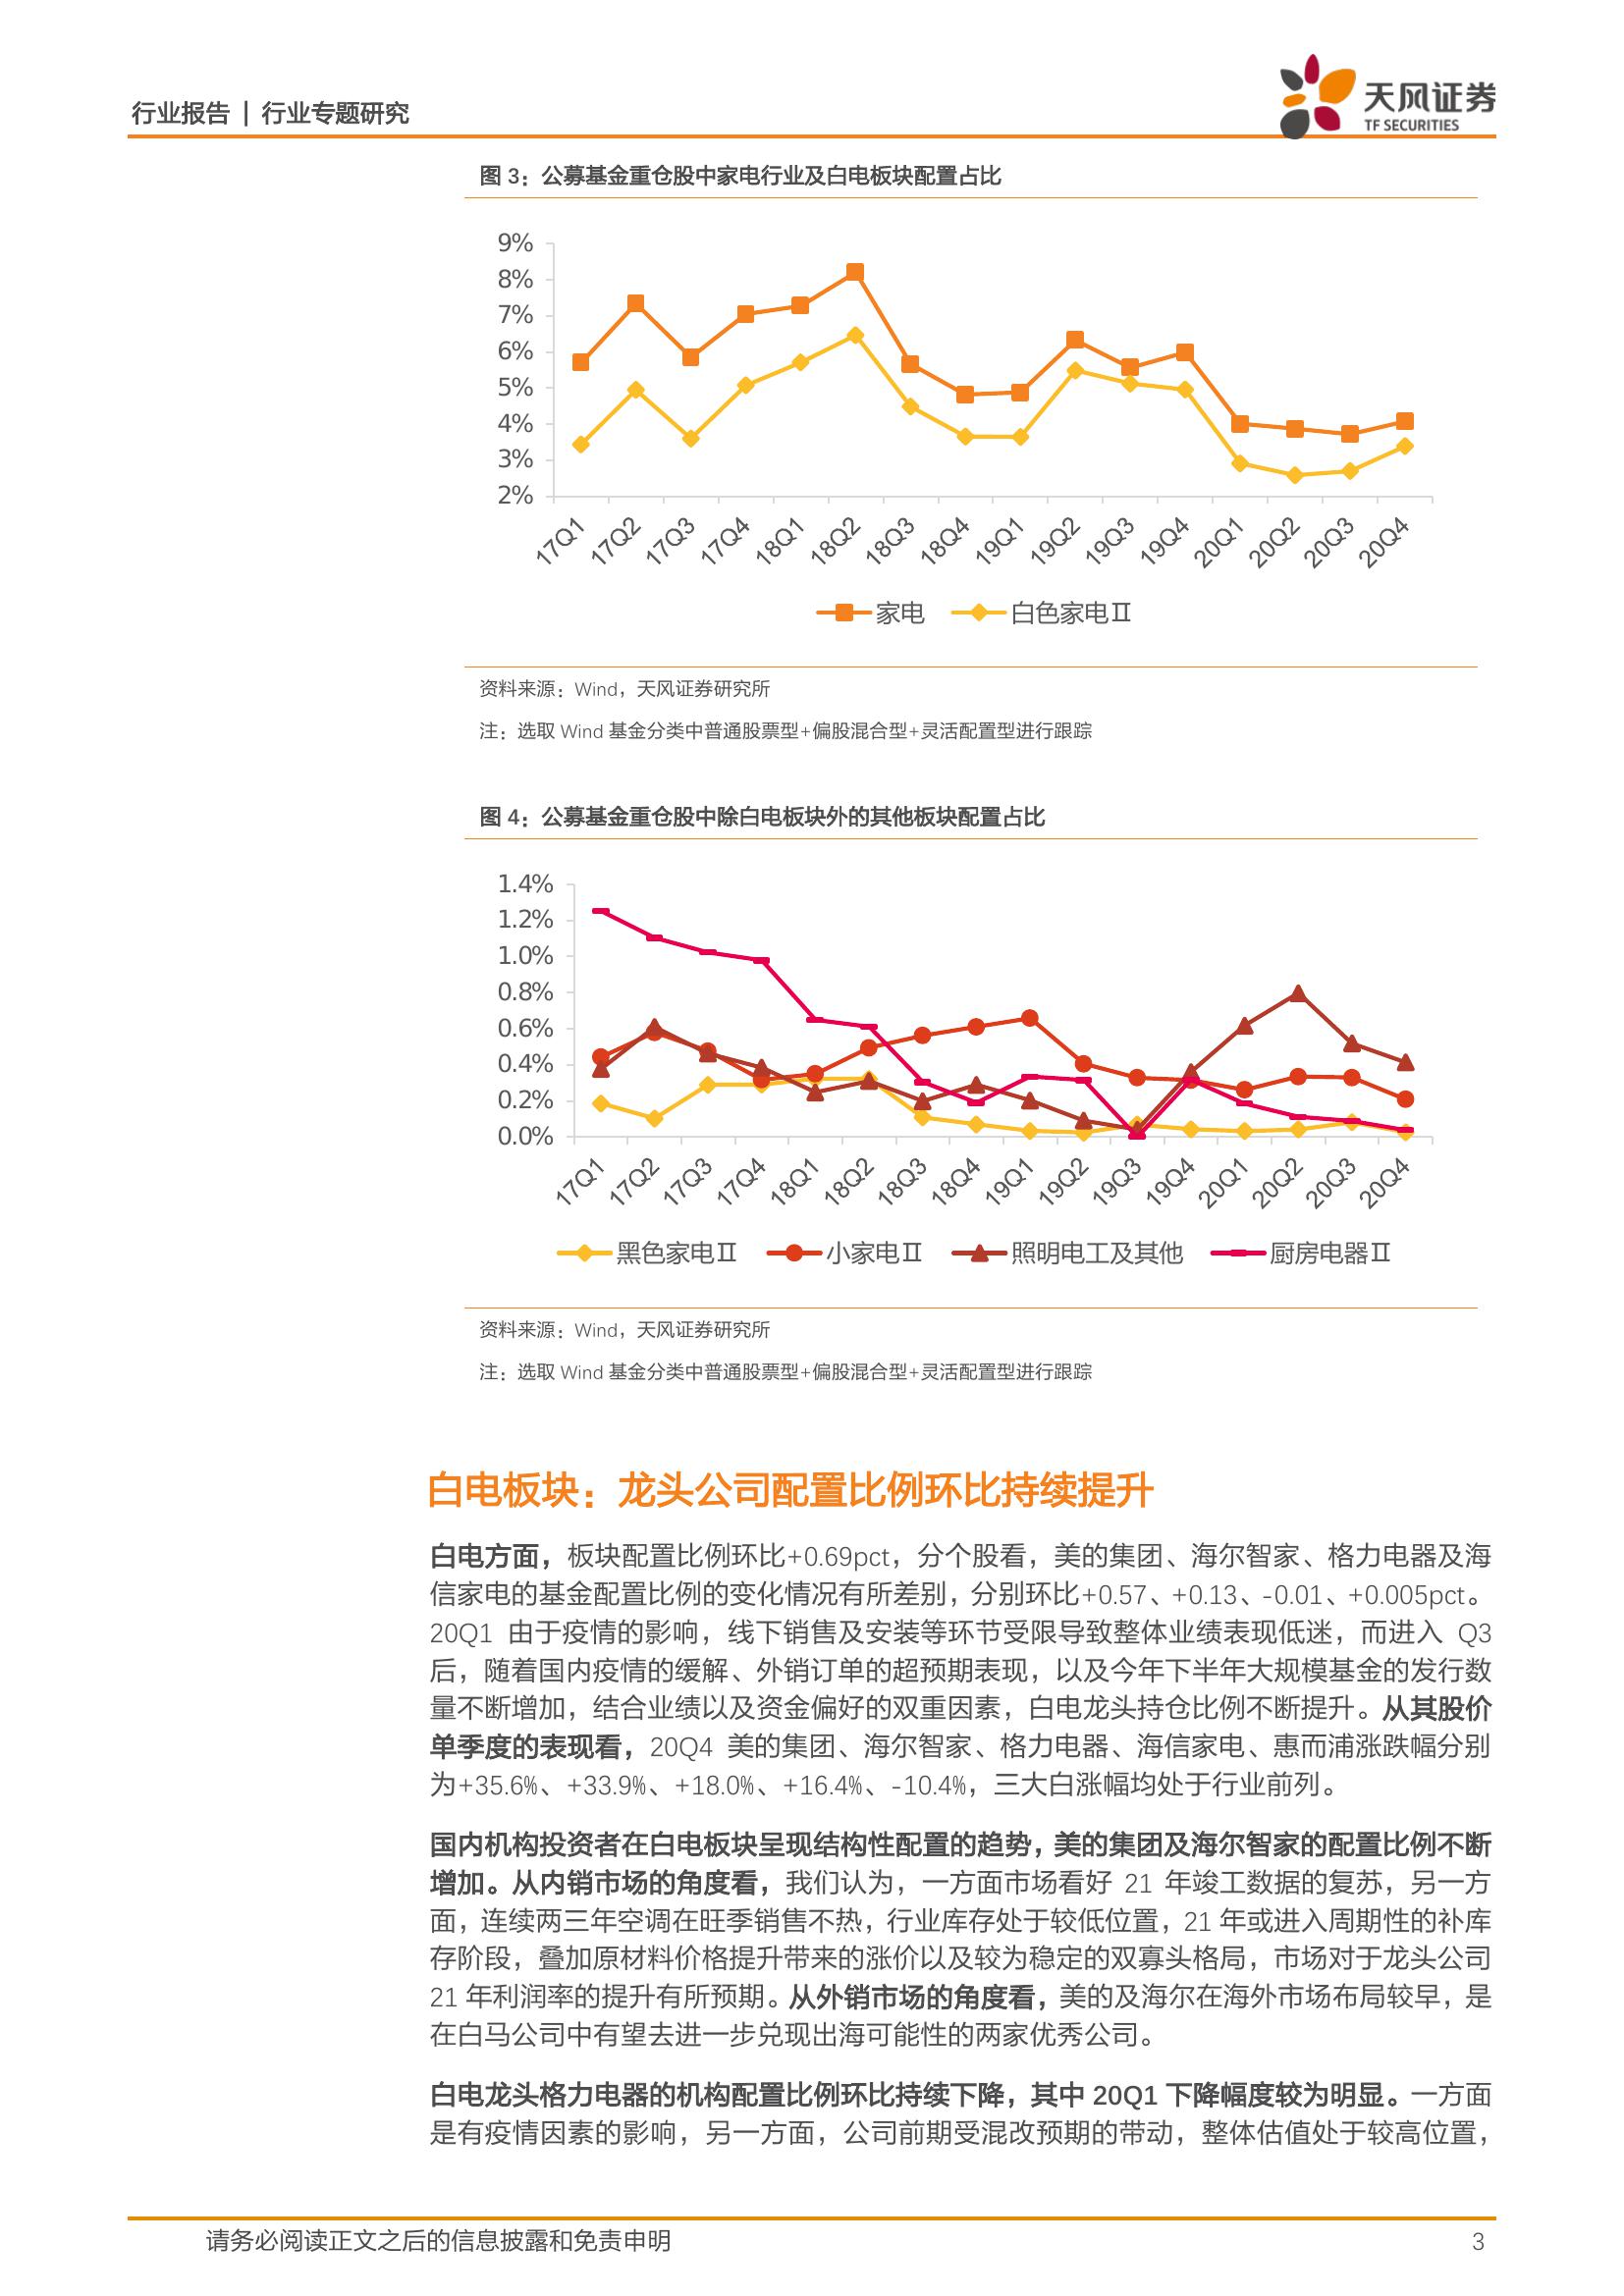 行业报告 | 行业专题研究
天风证券
TF SECURITIES
图 3：公募基金重仓股中家电行业及白电板块配置占比
9%
8%
7%
6%
5%
4%
3%
2%
17Q1 17Q2 17Q3 17Q4 18Q1 18Q2 18Q3 18Q4 19Q1 19Q2 19Q3 19Q4 20Q1 20Q2 20Q3 20Q4
家电 白色家电Ⅱ
资料来源：Wind，天风证券研究所
注：选取 Wind 基金分类中普通股票型+偏股混合型+灵活配置型进行跟踪
图 4：公募基金重仓股中除白电板块外的其他板块配置占比
1.4%
1.2%
1.0%
0.8%
0.6%
0.4%
0.2%
0.0%
17Q1 17Q2 17Q3 17Q4 18Q1 18Q2 18Q3 18Q4 19Q1 19Q2 19Q3 19Q4 20Q1 20Q2 20Q3 20Q4
黑色家电Ⅱ 小家电Ⅱ 照明电工及其他 厨房电器Ⅱ
资料来源：Wind，天风证券研究所
注：选取 Wind 基金分类中普通股票型+偏股混合型+灵活配置型进行跟踪
白电板块：龙头公司配置比例环比持续提升
白电方面，板块配置比例环比+0.69pct，分个股看，美的集团、海尔智家、格力电器及海
信家电的基金配置比例的变化情况有所差别，分别环比+0.57、+0.13、-0.01、+0.005pct。
20Q1 由于疫情的影响，线下销售及安装等环节受限导致整体业绩表现低迷，而进入 Q3
后，随着国内疫情的缓解、外销订单的超预期表现，以及今年下半年大规模基金的发行数
量不断增加，结合业绩以及资金偏好的双重因素，白电龙头持仓比例不断提升。从其股价
单季度的表现看，20Q4 美的集团、海尔智家、格力电器、海信家电、惠而浦涨跌幅分别
为+35.6%、+33.9%、+18.0%、+16.4%、-10.4%，三大白涨幅均处于行业前列。
国内机构投资者在白电板块呈现结构性配置的趋势，美的集团及海尔智家的配置比例不断
增加。从内销市场的角度看，我们认为，一方面市场看好 21 年竣工数据的复苏，另一方
面，连续两三年空调在旺季销售不热，行业库存处于较低位置，21 年或进入周期性的补库
存阶段，叠加原材料价格提升带来的涨价以及较为稳定的双寡头格局，市场对于龙头公司
21 年利润率的提升有所预期。从外销市场的角度看，美的及海尔在海外市场布局较早，是
在白马公司中有望去进一步兑现出海可能性的两家优秀公司。
白电龙头格力电器的机构配置比例环比持续下降，其中 20Q1 下降幅度较为明显。一方面
是有疫情因素的影响，另一方面，公司前期受混改预期的带动，整体估值处于较高位置，
请务必阅读正文之后的信息披露和免责申明
3